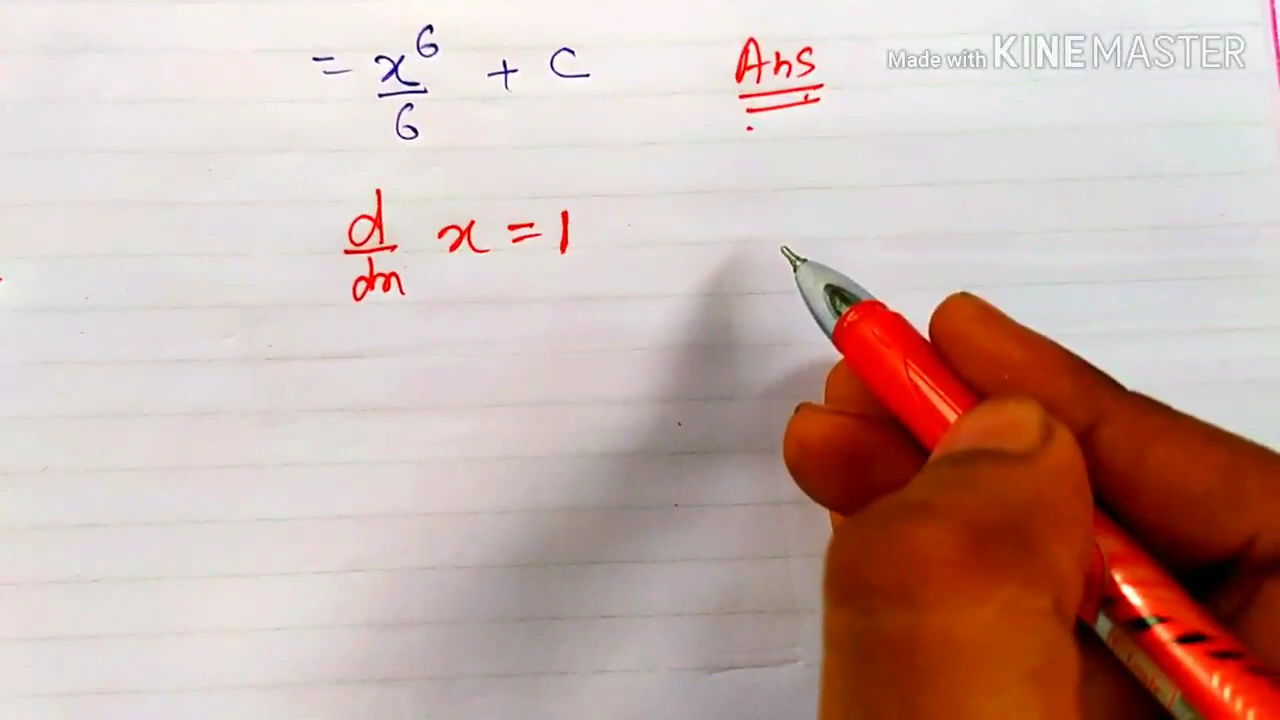 = x^6/6 + C Ans
Made with KINEMASTER
d/dx x = 1